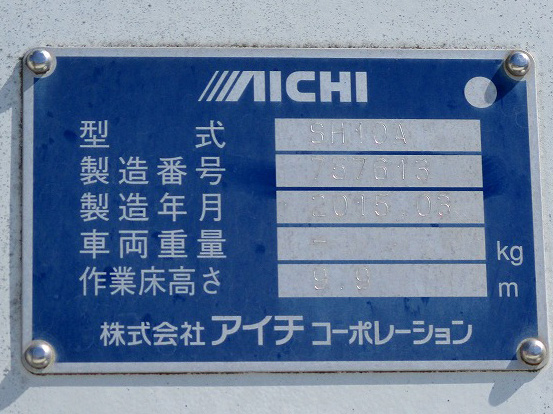 AICHI
型式 SH10A
製造番号 757613
製造年月 2015.03
車両重量 - kg
作業床高さ 9.9 m
株式会社 アイチ コーポレーション